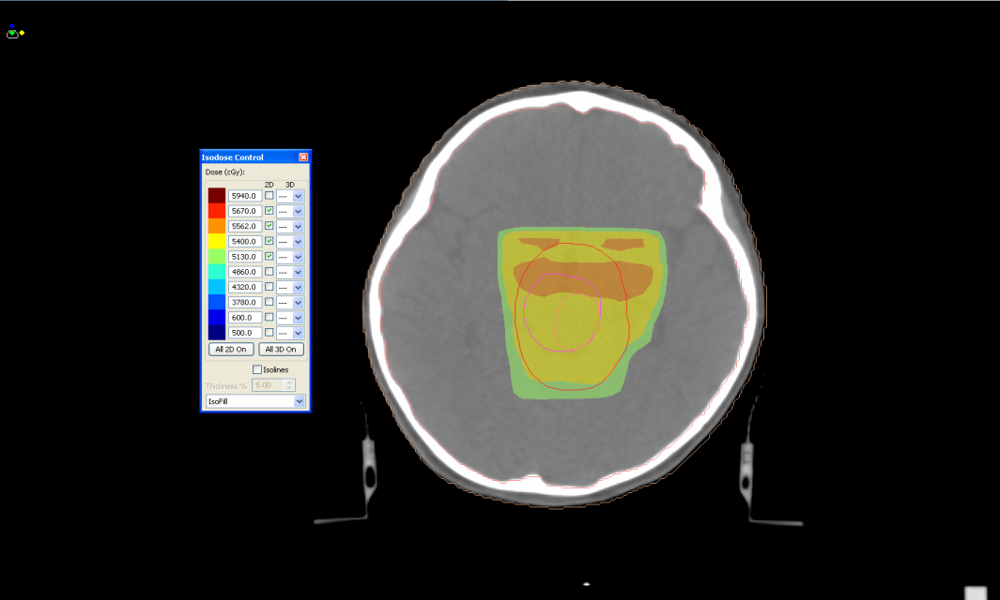 Isodose Control
Dose (cGy):
2D 3D
5940.0 ---
5670.0 ---
5562.0 ---
5400.0 ---
5130.0 ---
4860.0 ---
4320.0 ---
3780.0 ---
600.0 ---
500.0 ---
All 2D On All 3D On
Isolines
Thickness % 5.00
IsoFill